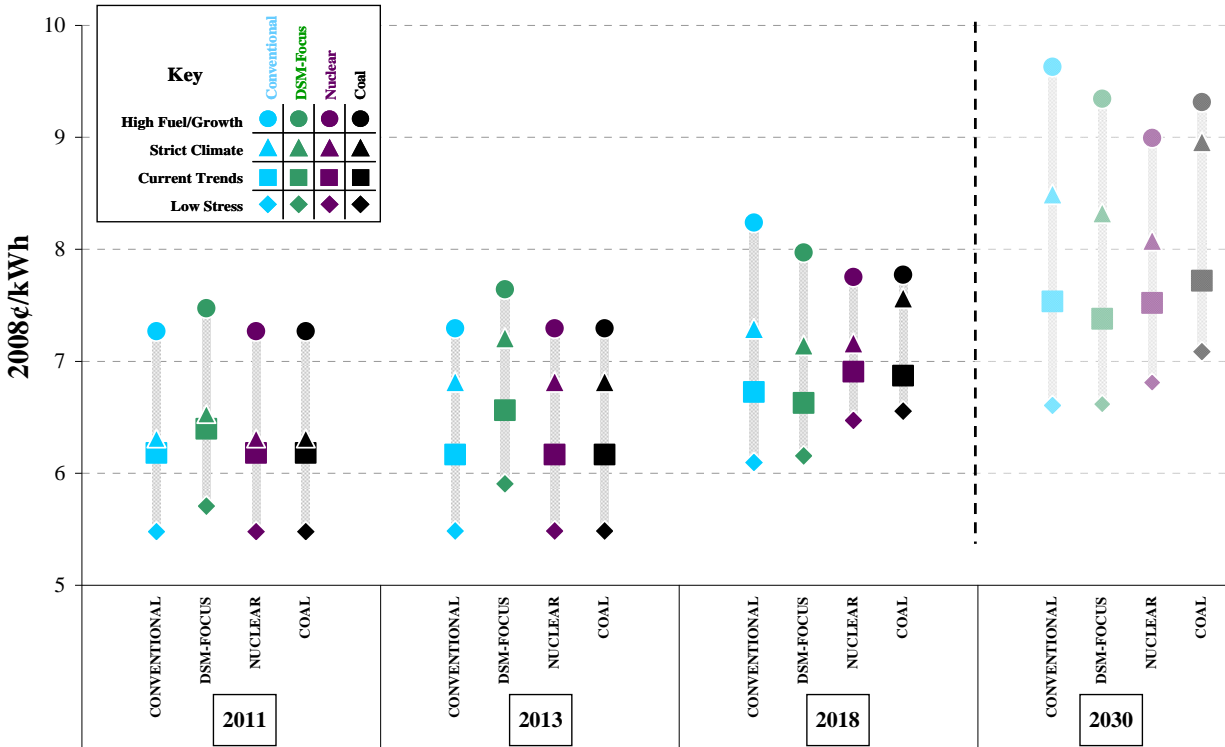 2008¢/kWh
10
9
8
7
6
5
Key
Conventional
DSM-Focus
Nuclear
Coal
High Fuel/Growth
Strict Climate
Current Trends
Low Stress
CONVENTIONAL
DSM-FOCUS
NUCLEAR
COAL
CONVENTIONAL
DSM-FOCUS
NUCLEAR
COAL
CONVENTIONAL
DSM-FOCUS
NUCLEAR
COAL
CONVENTIONAL
DSM-FOCUS
NUCLEAR
COAL
2011
2013
2018
2030